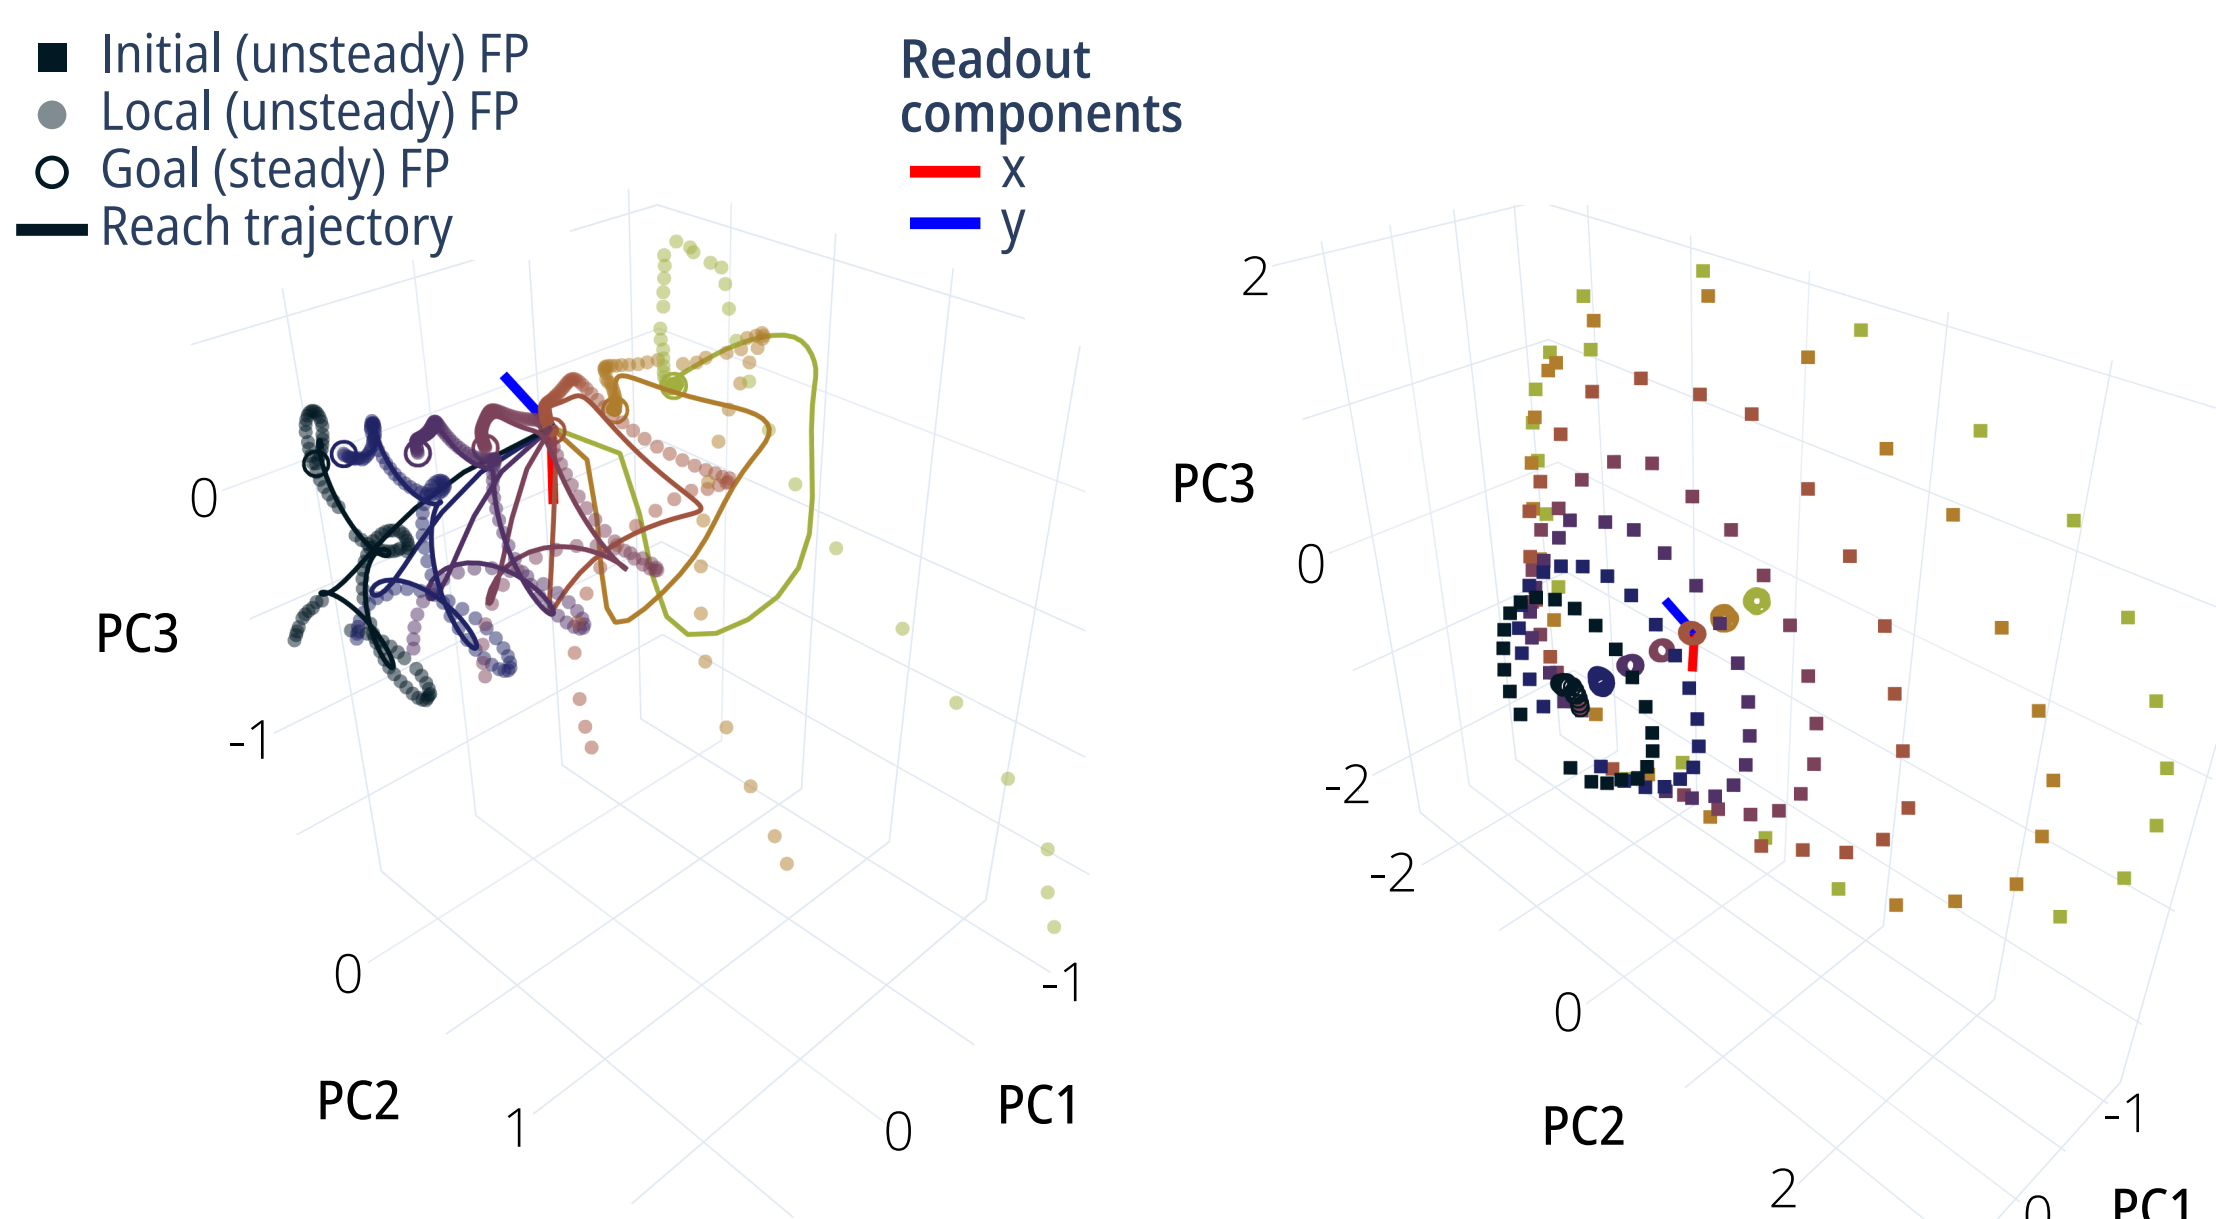 Initial (unsteady) FP
Local (unsteady) FP
Goal (steady) FP
Reach trajectory
Readout
components
x
y
0
-1
PC3
0
PC2
1
0
PC1
-1
2
PC3
0
-2
-2
0
PC2
2
0
PC1
-1